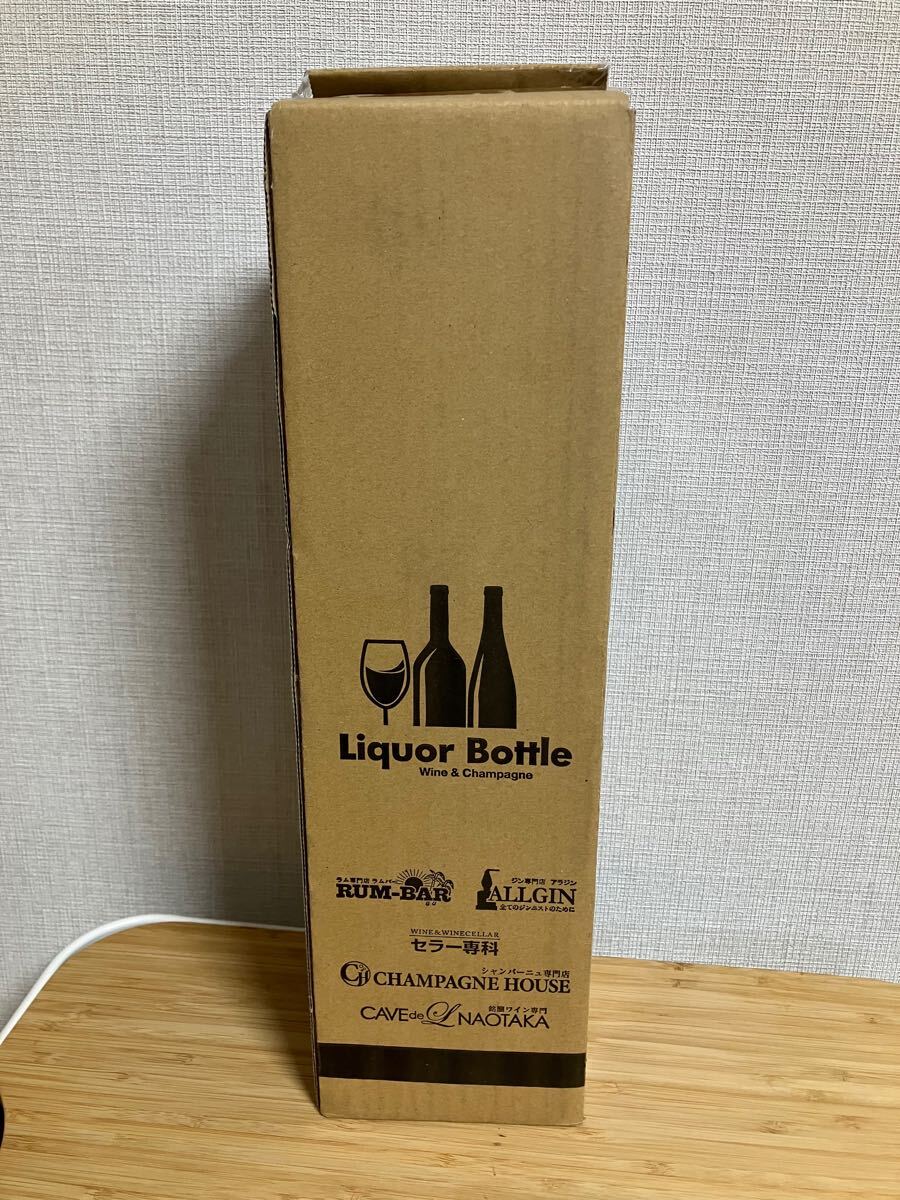 Liquor Bottle
Wine & Champagne
ラム専門店 ラムバー
RUM-BAR
ジン専門店 アラジン
ALLGIN
全てのジンニストのために
WINE&WINECELLAR
セラー専科
シャンパーニュ専門店
CH CHAMPAGNE HOUSE
銘醸ワイン専門
CAVE de L NAOTAKA